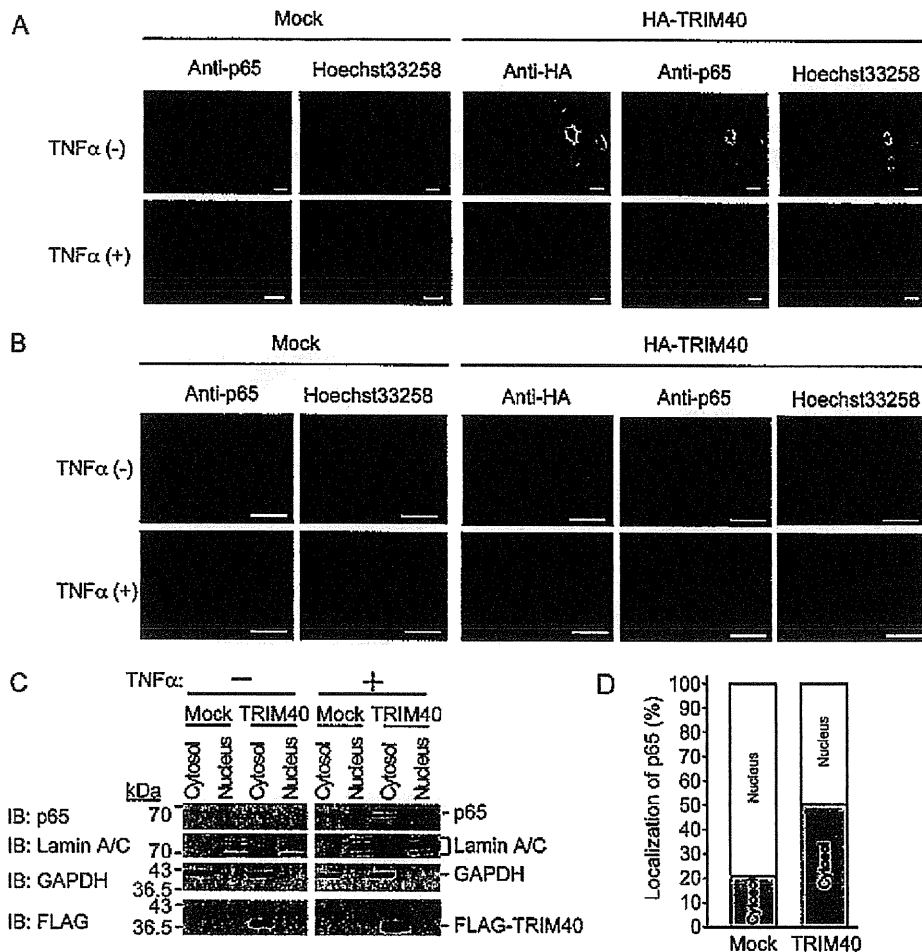 A
Mock
HA-TRIM40
Anti-p65
Hoechst33258
Anti-HA
Anti-p65
Hoechst33258
TNFα (-)
TNFα (+)
B
Mock
HA-TRIM40
Anti-p65
Hoechst33258
Anti-HA
Anti-p65
Hoechst33258
TNFα (-)
TNFα (+)
C
TNFα: − +
Mock TRIM40 Mock TRIM40
Cytosol Nucleus Cytosol Nucleus Cytosol Nucleus Cytosol Nucleus
kDa
IB: p65 70 p65
IB: Lamin A/C 70 Lamin A/C
IB: GAPDH 43 36.5 GAPDH
IB: FLAG 43 36.5 FLAG-TRIM40
D
Localization of p65 (%)
100
90
80
70
60
50
40
30
20
10
0
Nucleus
Cytosol
Nucleus
Cytosol
Mock TRIM40